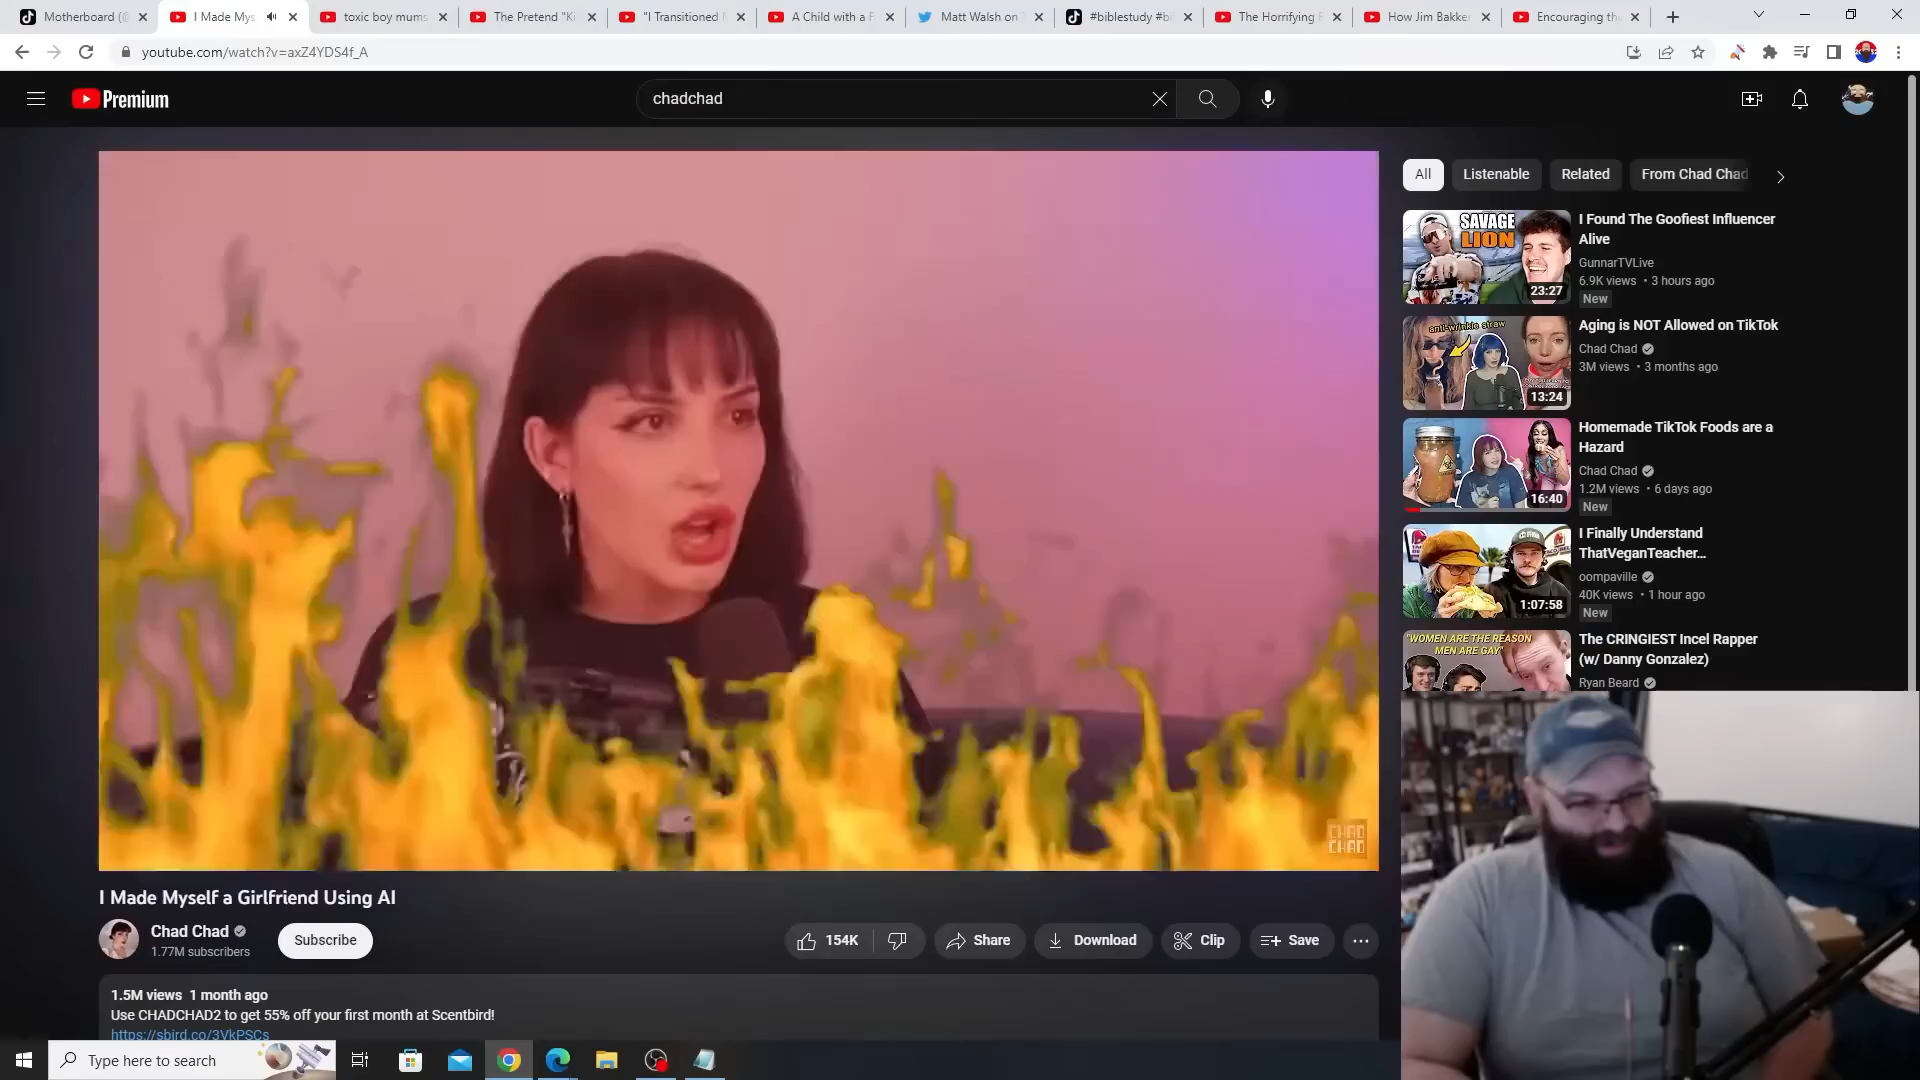 Motherboard (@
I Made Mys
toxic boy mums
The Pretend "Ki
"I Transitioned
A Child with a F
Matt Walsh on
#biblestudy #bi
The Horrifying
How Jim Bakke
Encouraging th
youtube.com/watch?v=axZ4YDS4f_A
Premium
chadchad
All
Listenable
Related
From Chad Chad
SAVAGE
LION
23:27
I Found The Goofiest Influencer
Alive
GunnarTVLive
6.9K views • 3 hours ago
New
anti-wrinkle straw
13:24
Aging is NOT Allowed on TikTok
Chad Chad
3M views • 3 months ago
16:40
Homemade TikTok Foods are a
Hazard
Chad Chad
1.2M views • 6 days ago
New
1:07:58
I Finally Understand
ThatVeganTeacher...
oompaville
40K views • 1 hour ago
New
"WOMEN ARE THE REASON
MEN ARE GAY"
The CRINGIEST Incel Rapper
(w/ Danny Gonzalez)
Ryan Beard
CHAD
CHAD
I Made Myself a Girlfriend Using AI
Chad Chad
1.77M subscribers
Subscribe
154K
Share
Download
Clip
Save
1.5M views 1 month ago
Use CHADCHAD2 to get 55% off your first month at Scentbird!
https://sbird.co/3VkPSCs
Type here to search